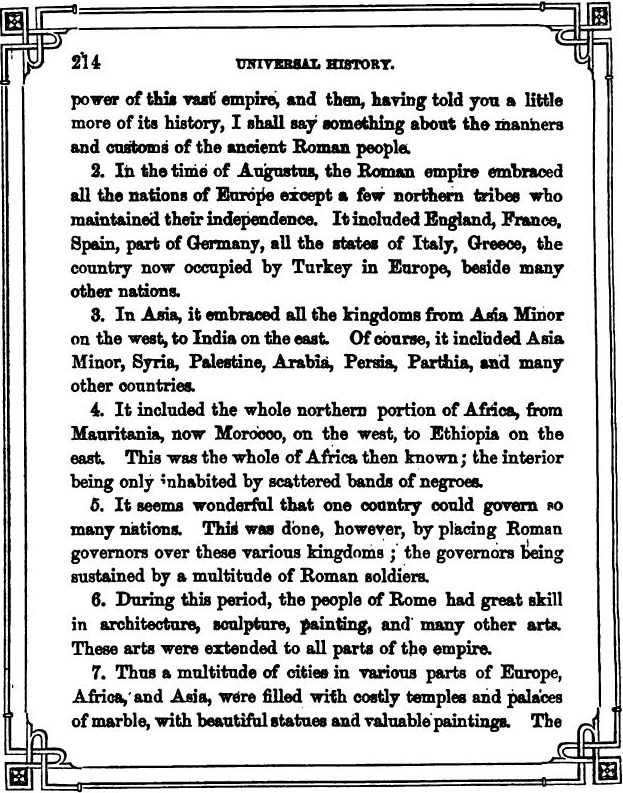 214
UNIVERSAL HISTORY.
power of this vast empire, and then, having told you a little
more of its history, I shall say something about the manners
and customs of the ancient Roman people.
2. In the time of Augustus, the Roman empire embraced
all the nations of Europe except a few northern tribes who
maintained their independence. It included England, France,
Spain, part of Germany, all the states of Italy, Greece, the
country now occupied by Turkey in Europe, beside many
other nations.
3. In Asia, it embraced all the kingdoms from Asia Minor
on the west, to India on the east. Of course, it included Asia
Minor, Syria, Palestine, Arabia, Persia, Parthia, and many
other countries.
4. It included the whole northern portion of Africa, from
Mauritania, now Morocco, on the west, to Ethiopia on the
east. This was the whole of Africa then known; the interior
being only inhabited by scattered bands of negroes.
5. It seems wonderful that one country could govern so
many nations. This was done, however, by placing Roman
governors over these various kingdoms; the governors being
sustained by a multitude of Roman soldiers.
6. During this period, the people of Rome had great skill
in architecture, sculpture, painting, and many other arts.
These arts were extended to all parts of the empire.
7. Thus a multitude of cities in various parts of Europe,
Africa, and Asia, were filled with costly temples and palaces
of marble, with beautiful statues and valuable paintings. The